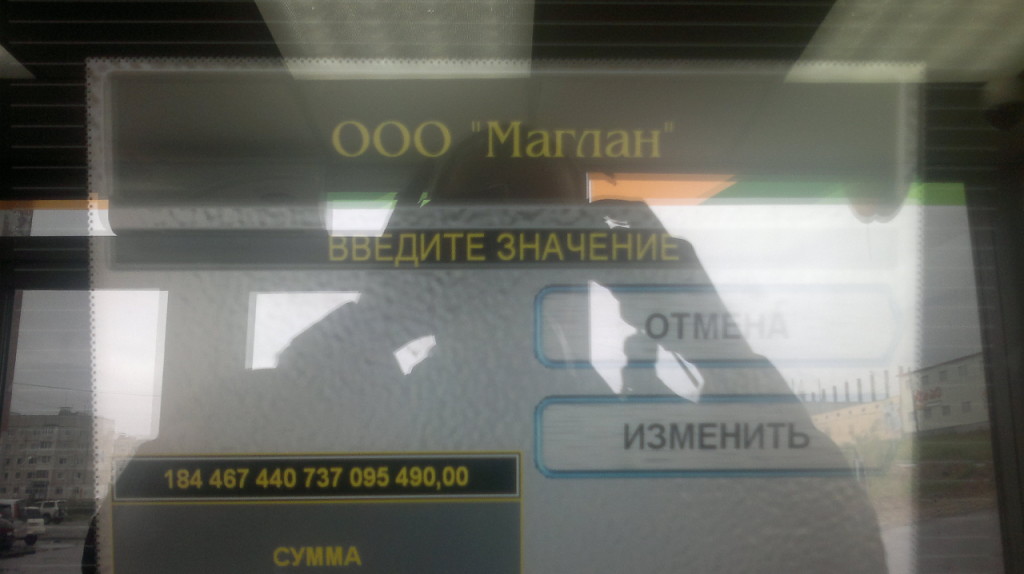 ООО "Маглан"
ВВЕДИТЕ ЗНАЧЕНИЕ
ОТМЕНА
ИЗМЕНИТЬ
184 467 440 737 095 490,00
СУММА